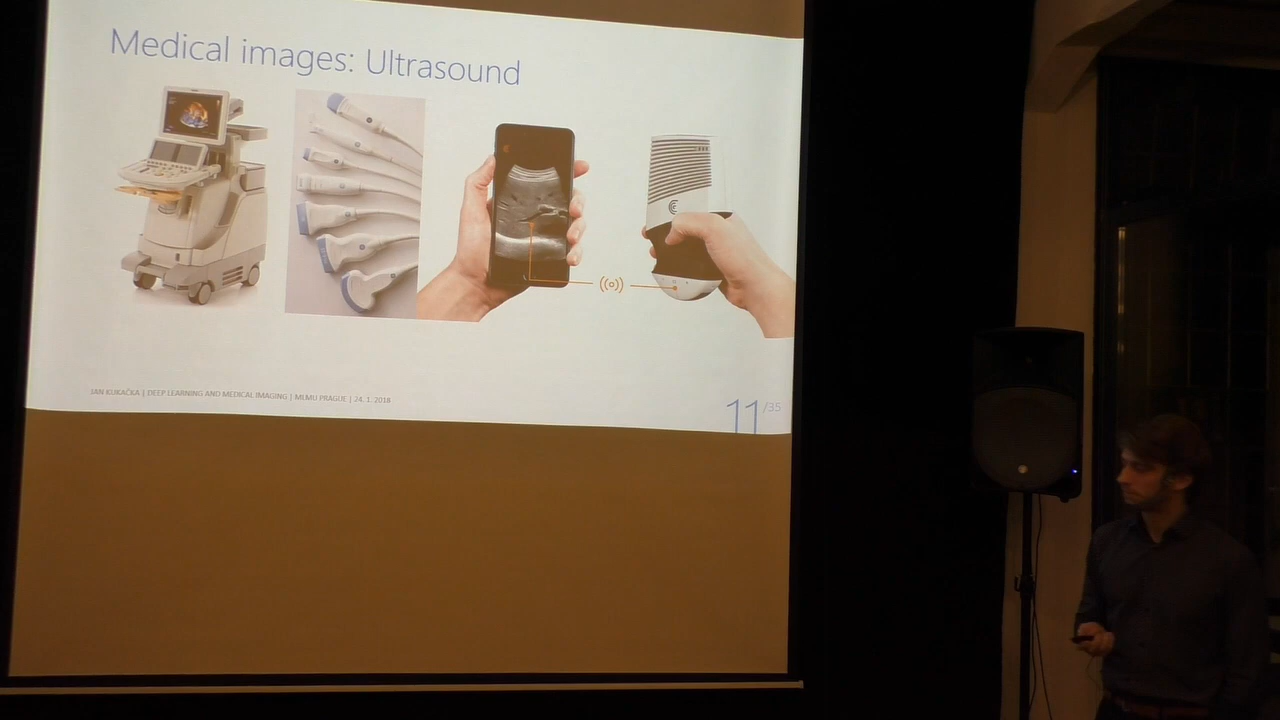 Medical images: Ultrasound
JAN KUKAČKA | DEEP LEARNING AND MEDICAL IMAGING | MLMU PRAGUE | 24. 1. 2018
11/35